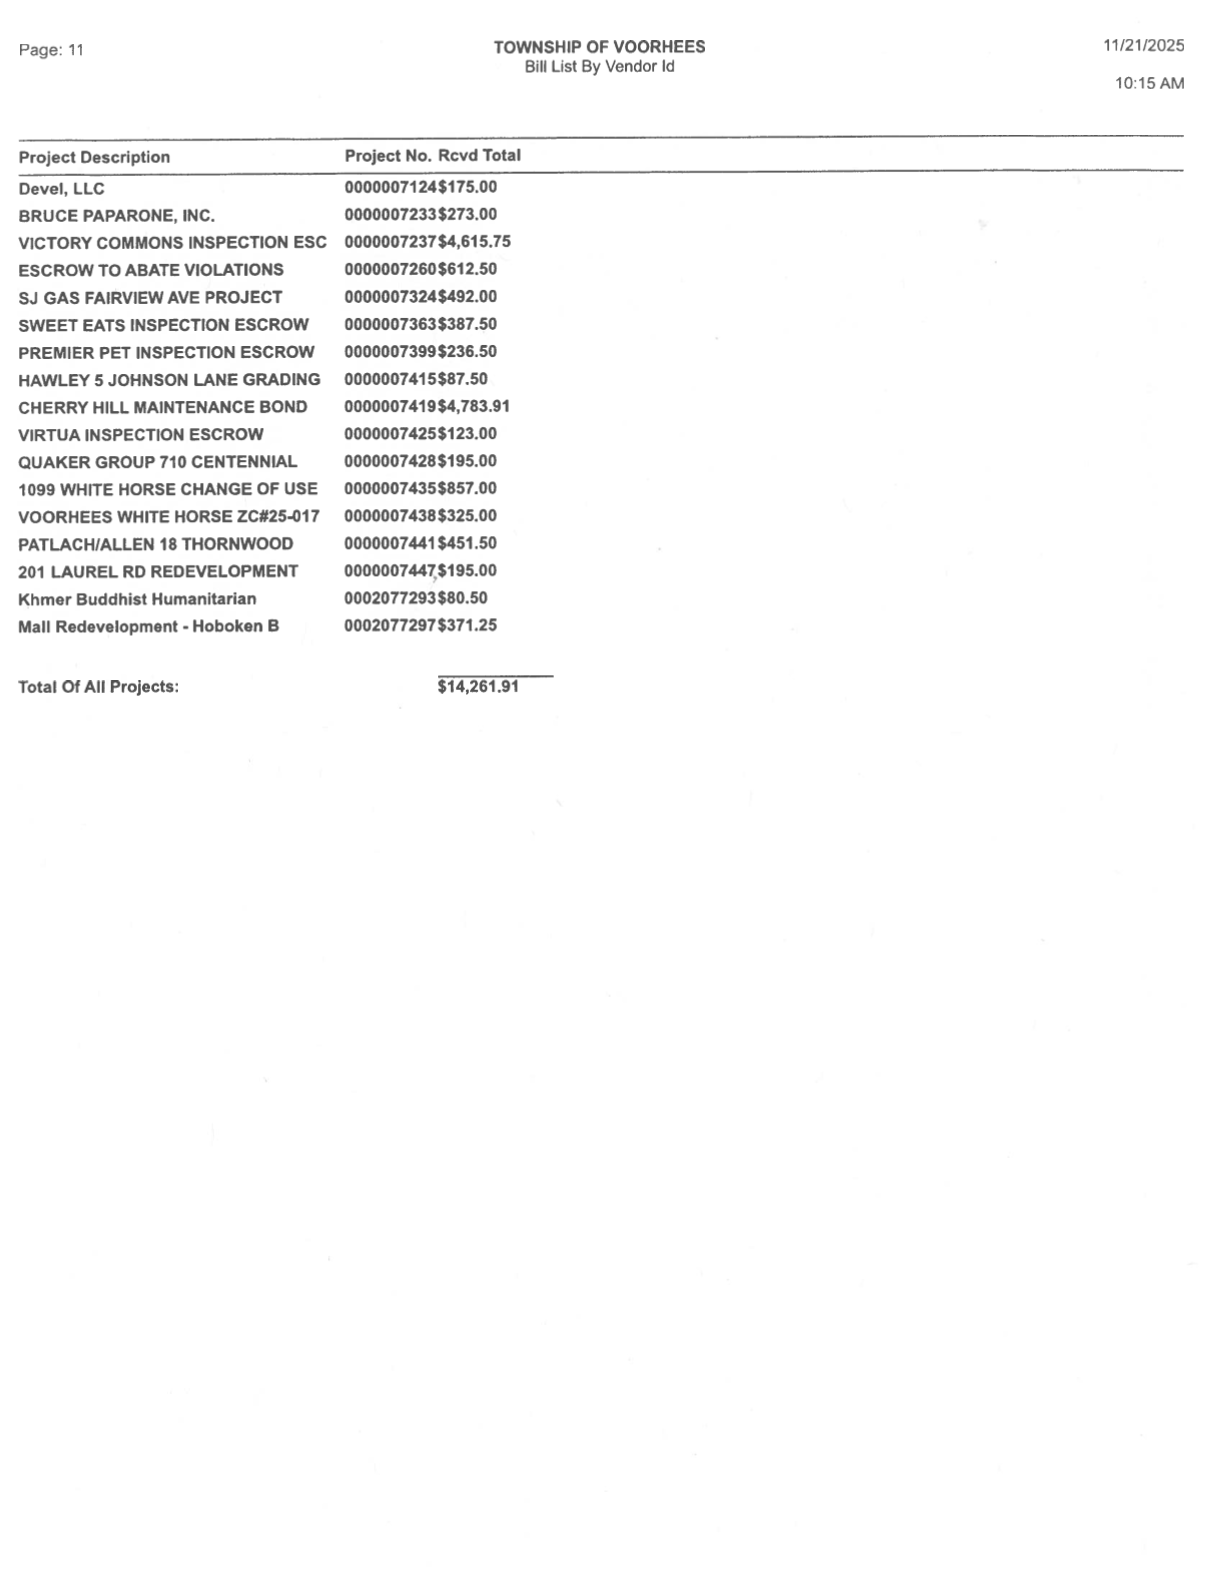 Page: 11
TOWNSHIP OF VOORHEES
11/21/2025
Bill List By Vendor Id
10:15 AM
Project Description Project No. Rcvd Total
Devel, LLC 0000007124 $175.00
BRUCE PAPARONE, INC. 0000007233 $273.00
VICTORY COMMONS INSPECTION ESC 0000007237 $4,615.75
ESCROW TO ABATE VIOLATIONS 0000007260 $612.50
SJ GAS FAIRVIEW AVE PROJECT 0000007324 $492.00
SWEET EATS INSPECTION ESCROW 0000007363 $387.50
PREMIER PET INSPECTION ESCROW 0000007399 $236.50
HAWLEY 5 JOHNSON LANE GRADING 0000007415 $87.50
CHERRY HILL MAINTENANCE BOND 0000007419 $4,783.91
VIRTUA INSPECTION ESCROW 0000007425 $123.00
QUAKER GROUP 710 CENTENNIAL 0000007428 $195.00
1099 WHITE HORSE CHANGE OF USE 0000007435 $857.00
VOORHEES WHITE HORSE ZC#25-017 0000007438 $325.00
PATLACH/ALLEN 18 THORNWOOD 0000007441 $451.50
201 LAUREL RD REDEVELOPMENT 0000007447 $195.00
Khmer Buddhist Humanitarian 0002077293 $80.50
Mall Redevelopment - Hoboken B 0002077297 $371.25
Total Of All Projects: $14,261.91